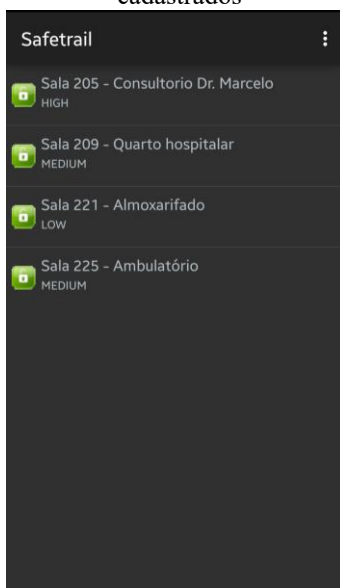 cadastrados
Safetrail
Sala 205 - Consultorio Dr. Marcelo
HIGH
Sala 209 - Quarto hospitalar
MEDIUM
Sala 221 - Almoxarifado
LOW
Sala 225 - Ambulatório
MEDIUM